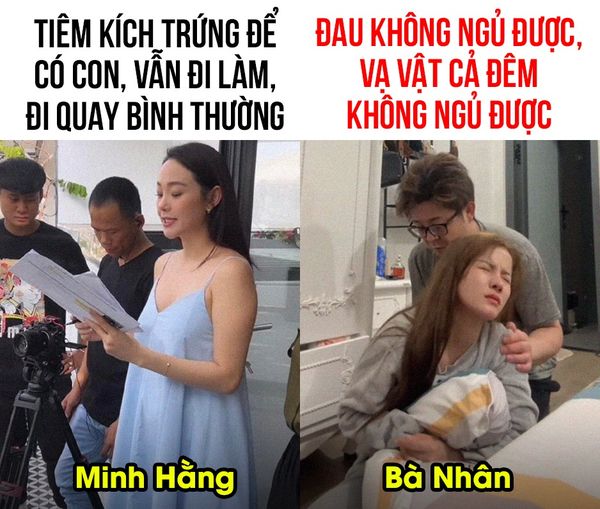 TIÊM KÍCH TRỨNG ĐỂ
CÓ CON, VẪN ĐI LÀM,
ĐI QUAY BÌNH THƯỜNG
ĐAU KHÔNG NGỦ ĐƯỢC,
VẠ VẬT CẢ ĐÊM
KHÔNG NGỦ ĐƯỢC
Minh Hằng
Bà Nhân